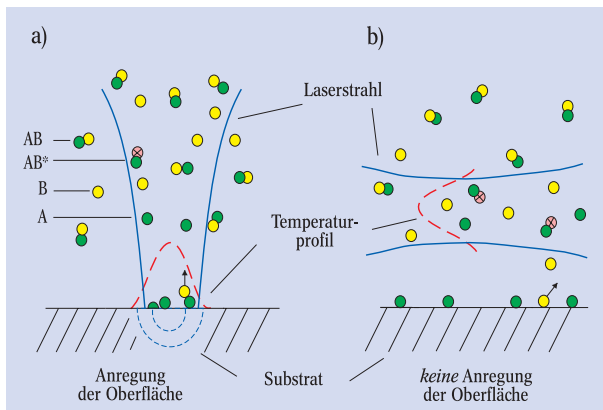 a)
b)
Laserstrahl
AB
AB*
B
A
Temperatur-
profil
Anregung
der Oberfläche
Substrat
keine Anregung
der Oberfläche